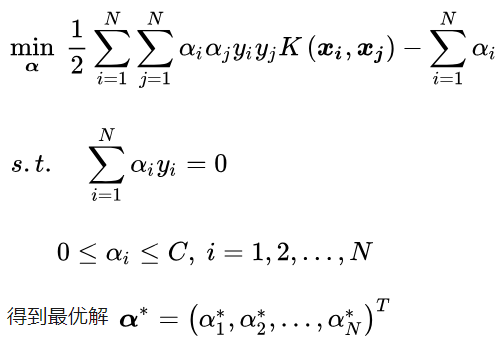 min_α 1/2 ∑_{i=1}^{N} ∑_{j=1}^{N} α_i α_j y_i y_j K (x_i, x_j) − ∑_{i=1}^{N} α_i
s.t. ∑_{i=1}^{N} α_i y_i = 0
0 ≤ α_i ≤ C, i = 1, 2, . . . , N
得到最优解 α* = (α_1^*, α_2^*, . . . , α_N^*)^T